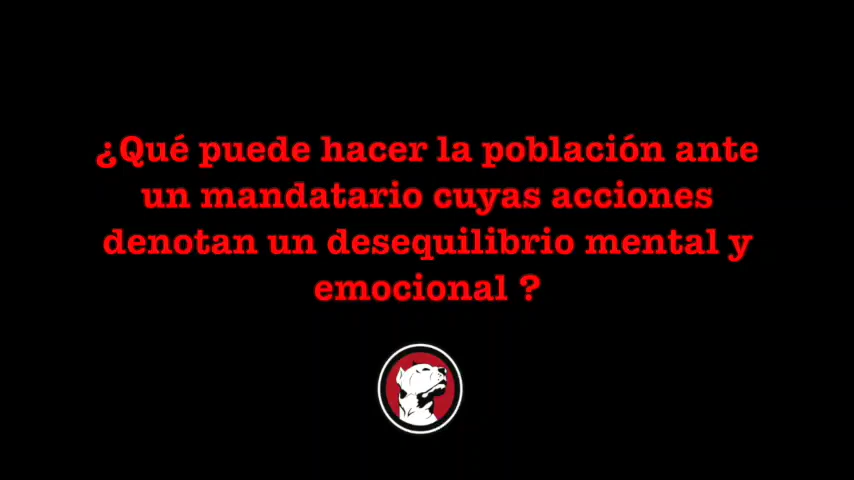 ¿Qué puede hacer la población ante
un mandatario cuyas acciones
denotan un desequilibrio mental y
emocional ?